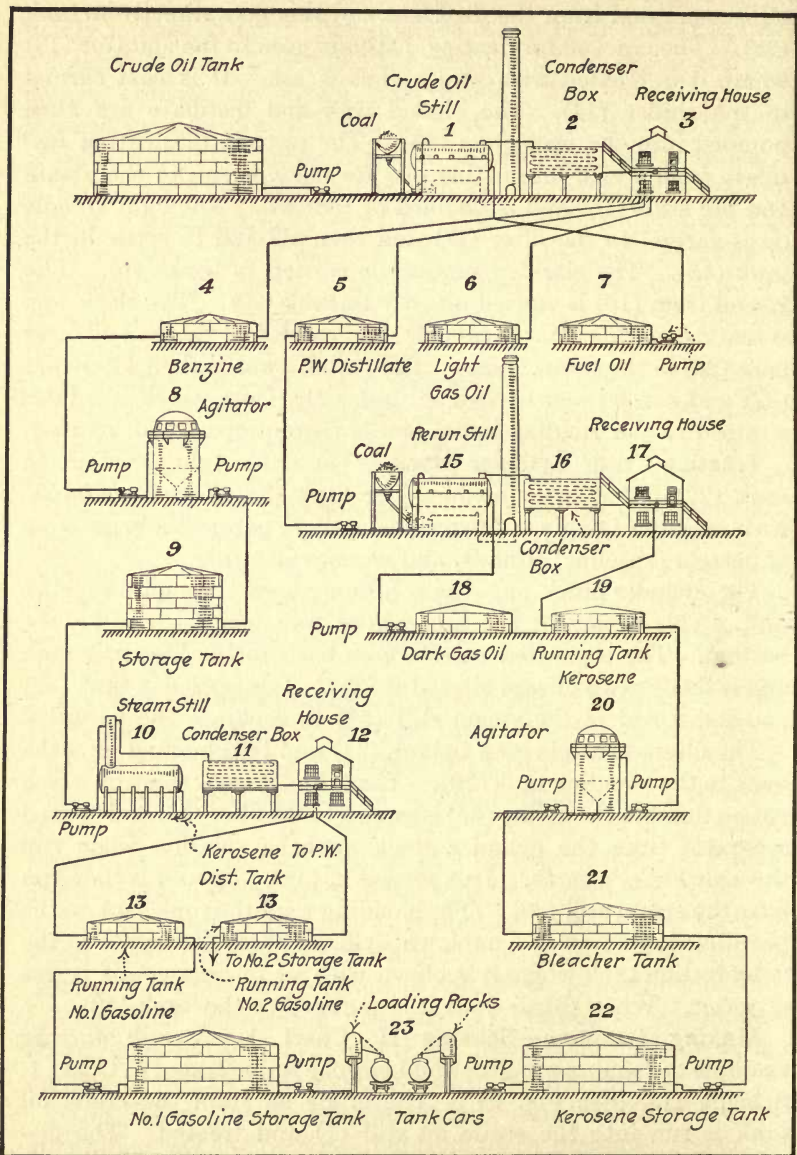 Crude Oil Tank
Crude Oil
Still
1
Condenser
Box
2
Receiving House
3
Coal
Pump
4
5
6
7
Benzine
P.W. Distillate
Light
Gas Oil
Fuel Oil
Pump
8
Agitator
Pump
Pump
Coal
Rerun Still
15
16
Receiving House
17
Pump
Condenser
Box
9
18
19
Storage Tank
Pump
Dark Gas Oil
Running Tank
Kerosene
Steam Still
10
Condenser Box
11
Receiving
House
12
20
Agitator
Pump
Pump
Pump
Kerosene To P.W.
Dist. Tank
21
13
13
Bleacher Tank
To No.2 Storage Tank
Running Tank
No.1 Gasoline
Running Tank
No.2 Gasoline
Loading Racks
23
22
Pump
Pump
Pump
Pump
No.1 Gasoline Storage Tank
Tank Cars
Kerosene Storage Tank